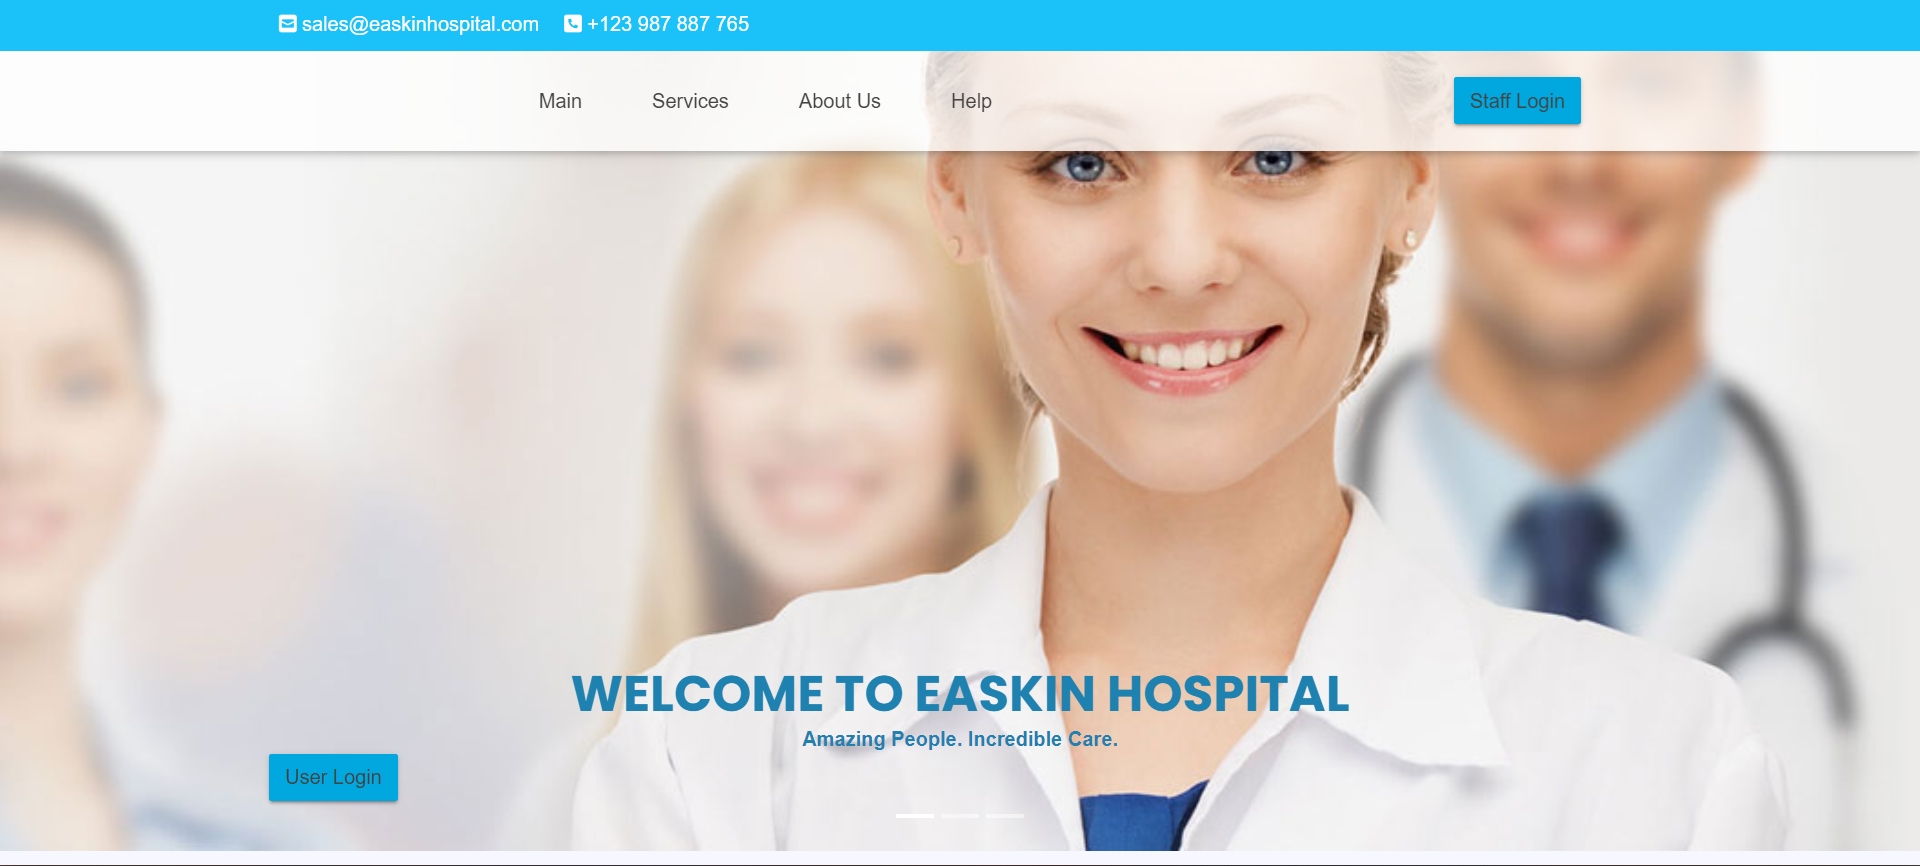 sales@easkinhospital.com +123 987 887 765
Main Services About Us Help Staff Login
WELCOME TO EASKIN HOSPITAL
Amazing People. Incredible Care.
User Login